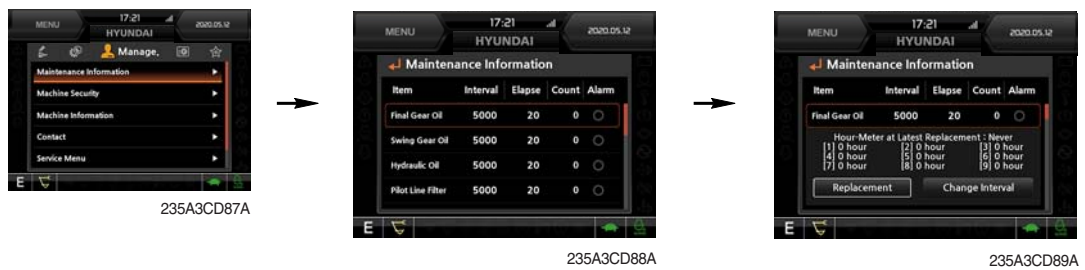 MENU 17:21 2020.05.12
HYUNDAI
Manage.
Maintenance Information
Machine Security
Machine Information
Contact
Service Menu
E
235A3CD87A
MENU 17:21 2020.05.12
HYUNDAI
Maintenance Information
Item Interval Elapse Count Alarm
Final Gear Oil 5000 20 0
Swing Gear Oil 5000 20 0
Hydraulic Oil 5000 20 0
Pilot Line Filter 5000 20 0
E
235A3CD88A
MENU 17:21 2020.05.12
HYUNDAI
Maintenance Information
Item Interval Elapse Count Alarm
Final Gear Oil 5000 20 0
Hour-Meter at Latest Replacement : Never
[1] 0 hour [2] 0 hour [3] 0 hour
[4] 0 hour [5] 0 hour [6] 0 hour
[7] 0 hour [8] 0 hour [9] 0 hour
Replacement Change Interval
E
235A3CD89A